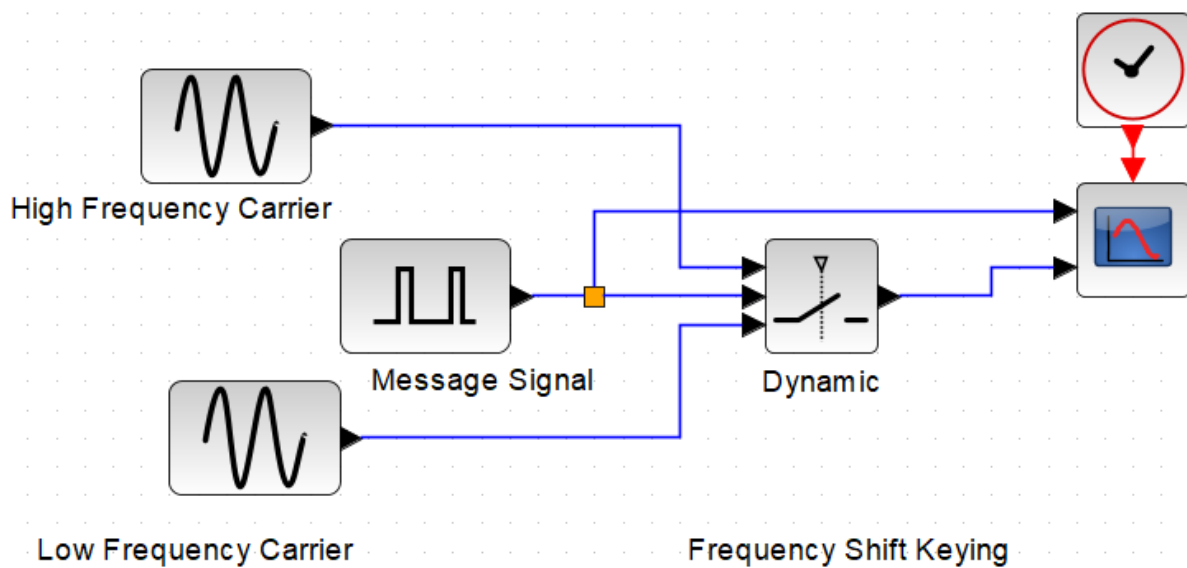 High Frequency Carrier
Message Signal
Dynamic
Low Frequency Carrier
Frequency Shift Keying